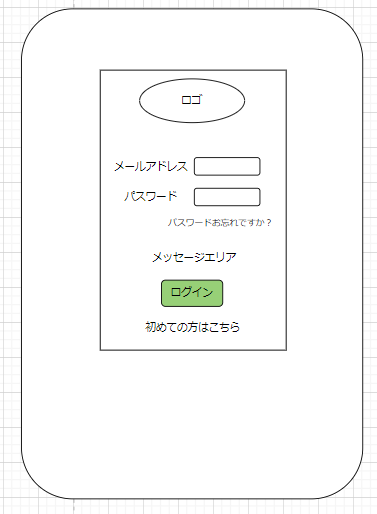 ロゴ
メールアドレス
パスワード
パスワードお忘れですか？
メッセージエリア
ログイン
初めての方はこちら